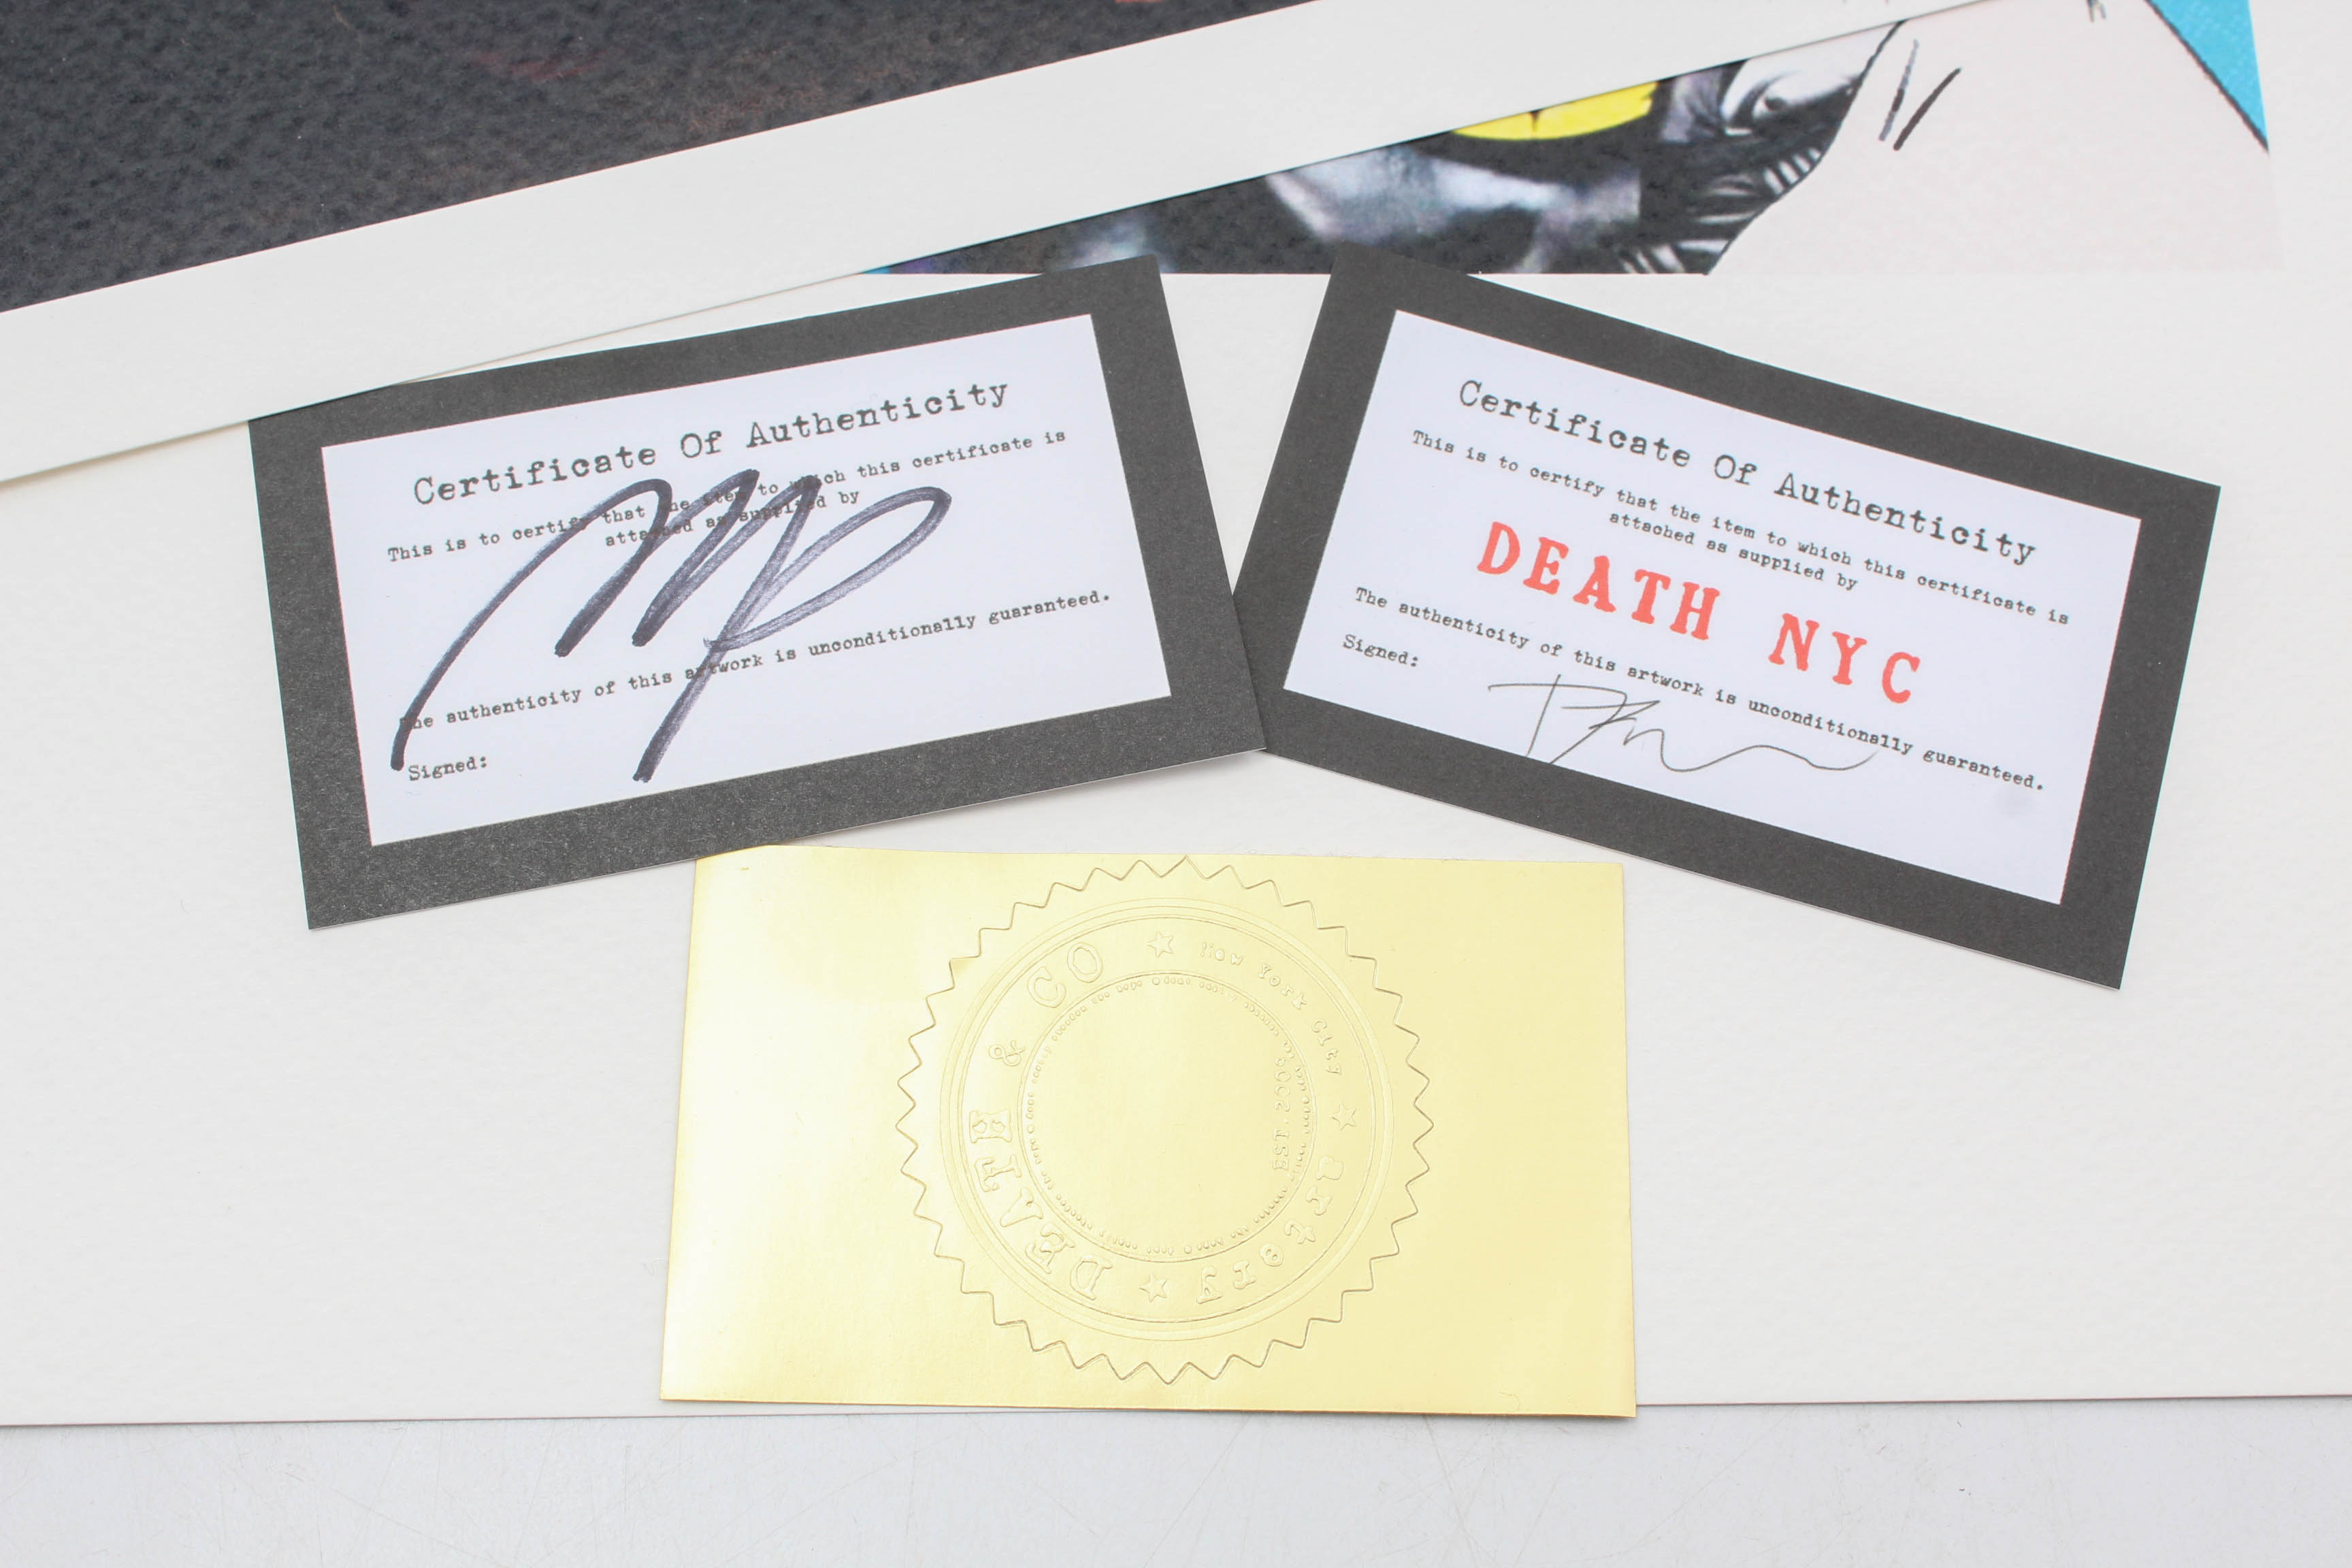 Certificate Of Authenticity
This is to certify that the item to which this certificate is
attached as supplied by
The authenticity of this artwork is unconditionally guaranteed.
Signed:
Certificate Of Authenticity
This is to certify that the item to which this certificate is
attached as supplied by
DEATH NYC
The authenticity of this artwork is unconditionally guaranteed.
Signed:
DEATH & CO ★ New York City ★ artery ★
EST.